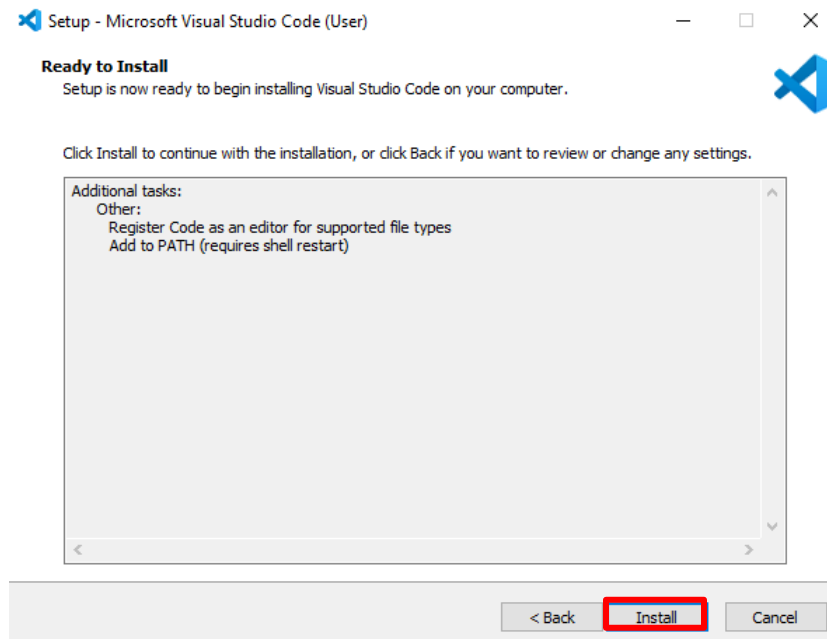 Setup - Microsoft Visual Studio Code (User)
Ready to Install
Setup is now ready to begin installing Visual Studio Code on your computer.
Click Install to continue with the installation, or click Back if you want to review or change any settings.
Additional tasks:
Other:
Register Code as an editor for supported file types
Add to PATH (requires shell restart)
< Back Install Cancel